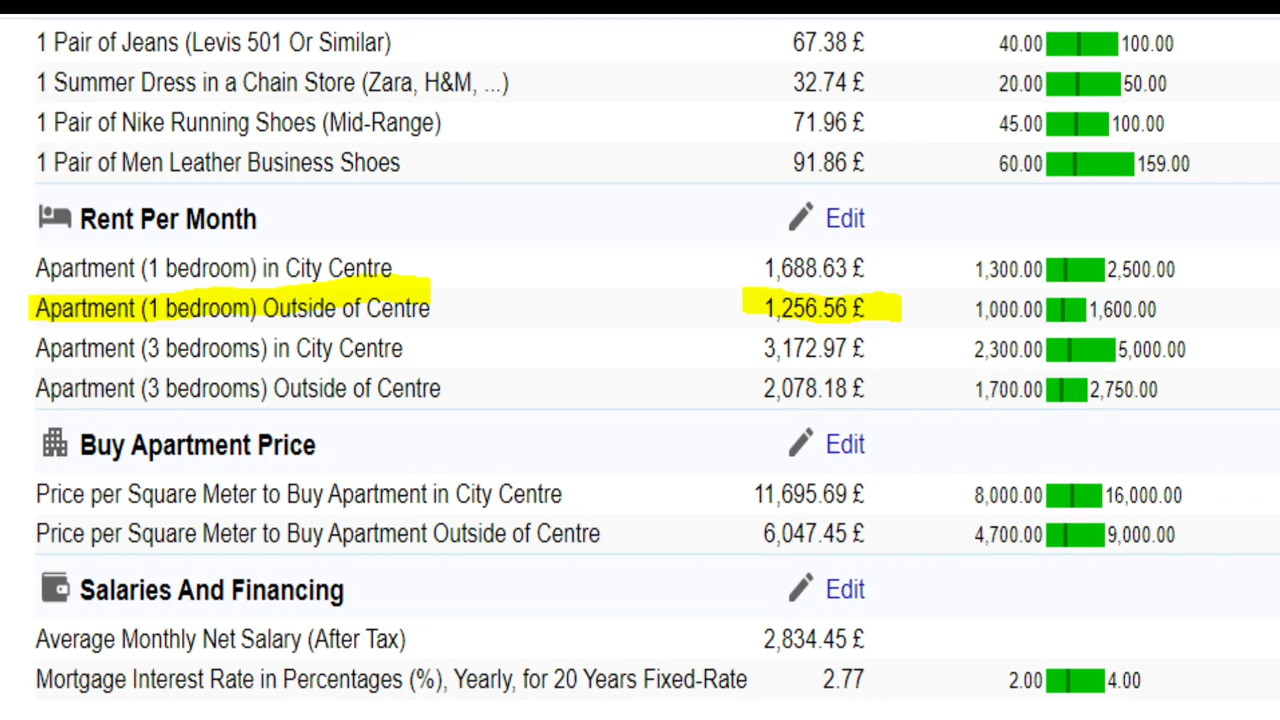 1 Pair of Jeans (Levis 501 Or Similar) 67.38 £ 40.00 100.00
1 Summer Dress in a Chain Store (Zara, H&M, ...) 32.74 £ 20.00 50.00
1 Pair of Nike Running Shoes (Mid-Range) 71.96 £ 45.00 100.00
1 Pair of Men Leather Business Shoes 91.86 £ 60.00 159.00
Rent Per Month Edit
Apartment (1 bedroom) in City Centre 1,688.63 £ 1,300.00 2,500.00
Apartment (1 bedroom) Outside of Centre 1,256.56 £ 1,000.00 1,600.00
Apartment (3 bedrooms) in City Centre 3,172.97 £ 2,300.00 5,000.00
Apartment (3 bedrooms) Outside of Centre 2,078.18 £ 1,700.00 2,750.00
Buy Apartment Price Edit
Price per Square Meter to Buy Apartment in City Centre 11,695.69 £ 8,000.00 16,000.00
Price per Square Meter to Buy Apartment Outside of Centre 6,047.45 £ 4,700.00 9,000.00
Salaries And Financing Edit
Average Monthly Net Salary (After Tax) 2,834.45 £
Mortgage Interest Rate in Percentages (%), Yearly, for 20 Years Fixed-Rate 2.77 2.00 4.00